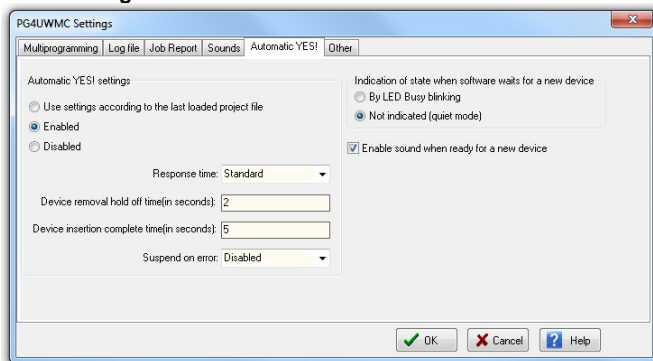 PG4UWMC Settings
Multiprogramming Log file Job Report Sounds Automatic YES! Other
Automatic YES! settings
Use settings according to the last loaded project file
Enabled
Disabled
Response time: Standard
Device removal hold off time(in seconds): 2
Device insertion complete time(in seconds): 5
Suspend on error: Disabled
Indication of state when software waits for a new device
By LED Busy blinking
Not indicated (quiet mode)
Enable sound when ready for a new device
OK Cancel Help